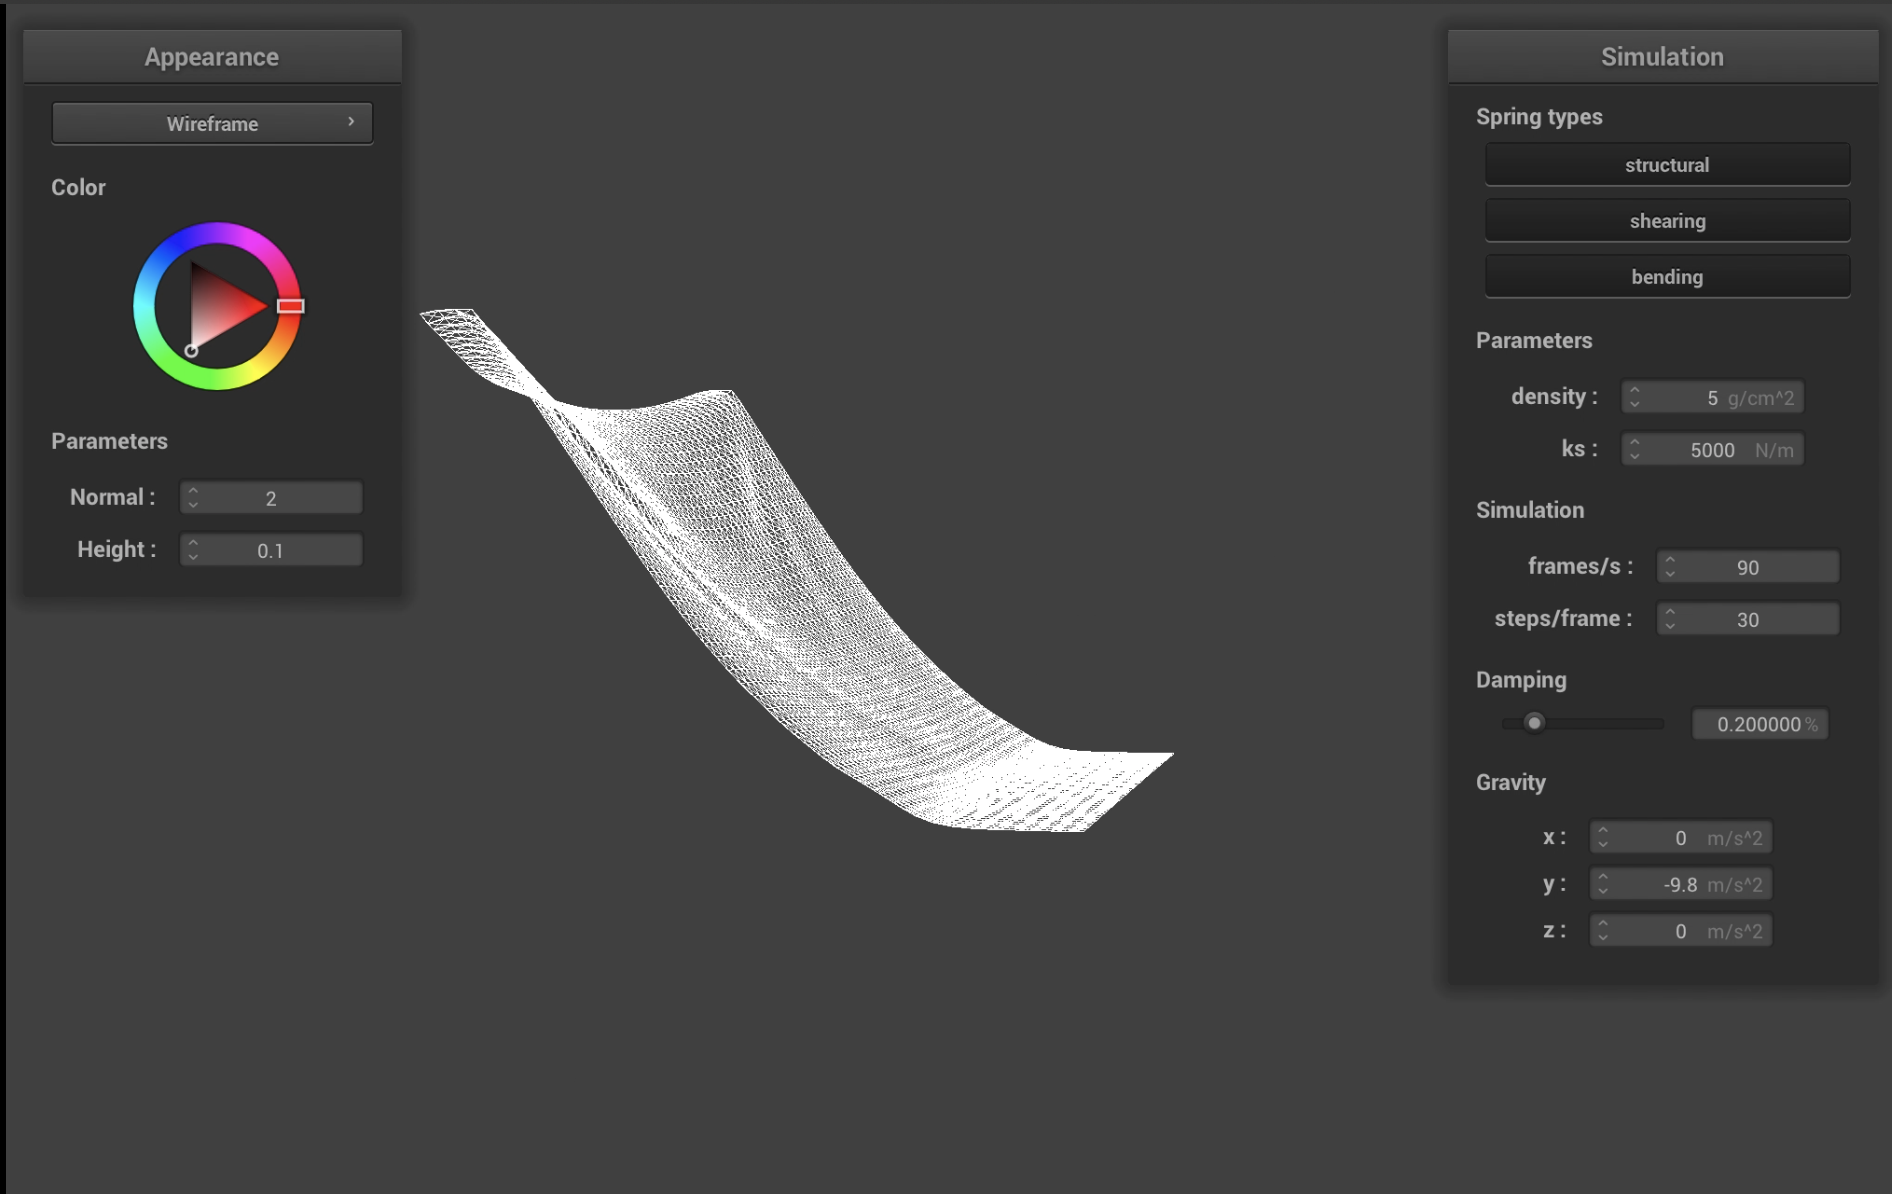 Appearance
Wireframe
Color
Parameters
Normal : 2
Height : 0.1
Simulation
Spring types
structural
shearing
bending
Parameters
density : 5 g/cm^2
ks : 5000 N/m
Simulation
frames/s : 90
steps/frame : 30
Damping
0.200000 %
Gravity
x : 0 m/s^2
y : -9.8 m/s^2
z : 0 m/s^2